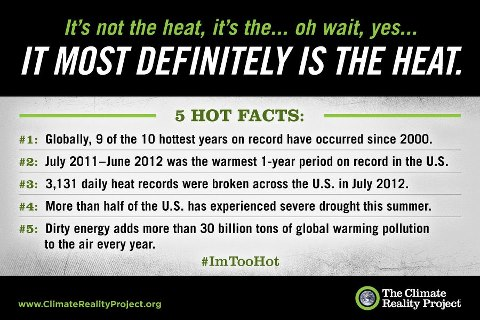 It's not the heat, it's the... oh wait, yes...
IT MOST DEFINITELY IS THE HEAT.
5 HOT FACTS:
#1: Globally, 9 of the 10 hottest years on record have occurred since 2000.
#2: July 2011–June 2012 was the warmest 1-year period on record in the U.S.
#3: 3,131 daily heat records were broken across the U.S. in July 2012.
#4: More than half of the U.S. has experienced severe drought this summer.
#5: Dirty energy adds more than 30 billion tons of global warming pollution
to the air every year.
#ImTooHot
www.ClimateRealityProject.org
The Climate
Reality Project